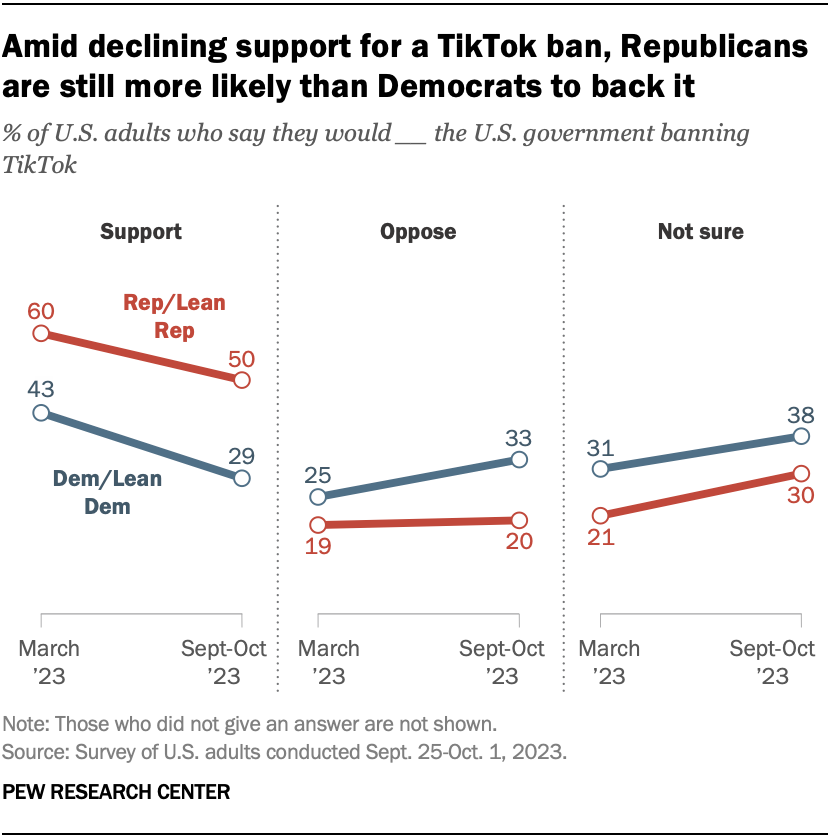 Amid declining support for a TikTok ban, Republicans
are still more likely than Democrats to back it
% of U.S. adults who say they would __ the U.S. government banning
TikTok
Support
Oppose
Not sure
Rep/Lean
Rep
60
50
43
29
Dem/Lean
Dem
25
33
19
20
31
38
21
30
March
’23
Sept-Oct
’23
March
’23
Sept-Oct
’23
March
’23
Sept-Oct
’23
Note: Those who did not give an answer are not shown.
Source: Survey of U.S. adults conducted Sept. 25-Oct. 1, 2023.
PEW RESEARCH CENTER